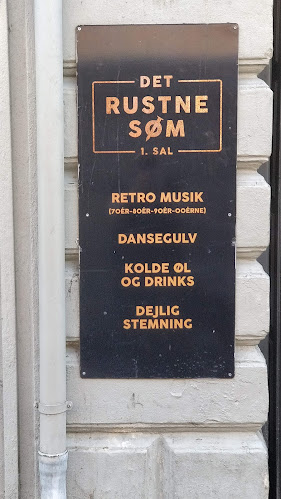 DET
RUSTNE
SØM
1. SAL
RETRO MUSIK
(70ÉR-80ÉR-90ÉR-00ÉRNE)
DANSEGULV
KOLDE ØL
OG DRINKS
DEJLIG
STEMNING